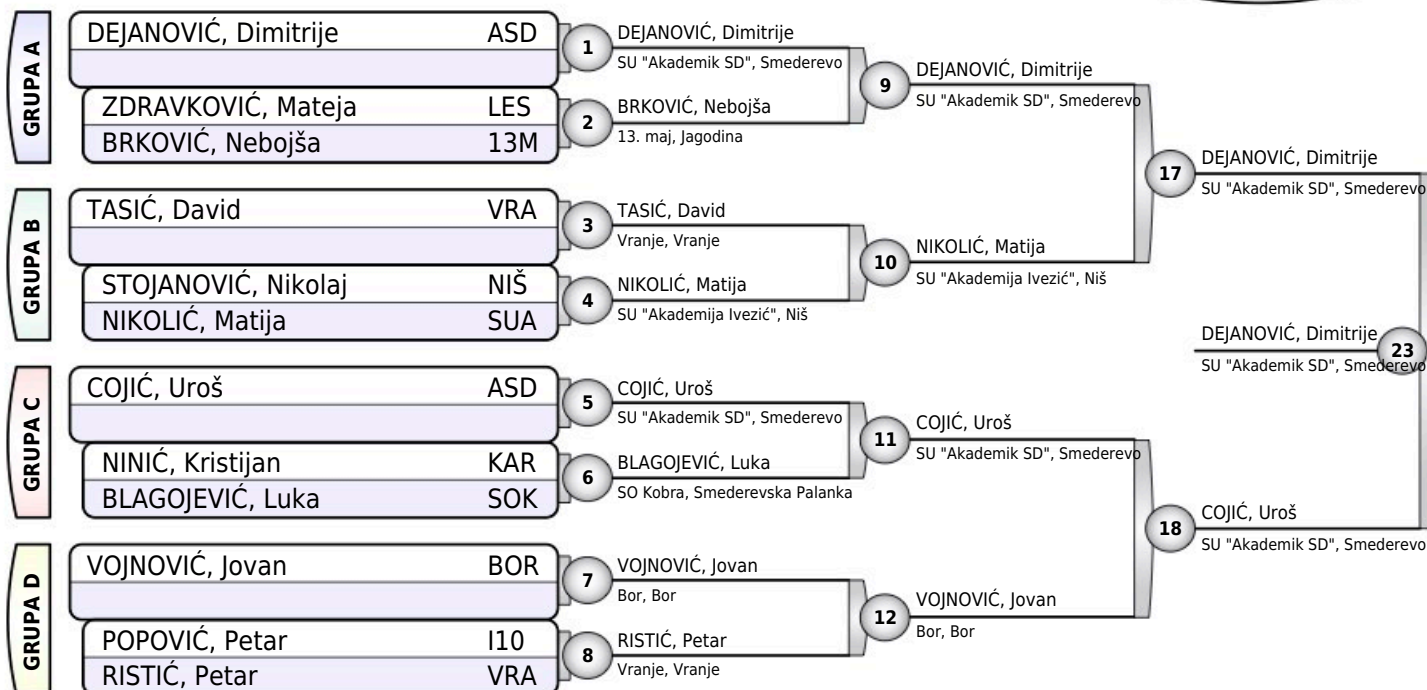 GRUPA A
DEJANOVIĆ, Dimitrije ASD
ZDRAVKOVIĆ, Mateja LES
BRKOVIĆ, Nebojša 13M
GRUPA B
TASIĆ, David VRA
STOJANOVIĆ, Nikolaj NIŠ
NIKOLIĆ, Matija SUA
GRUPA C
COJIĆ, Uroš ASD
NINIĆ, Kristijan KAR
BLAGOJEVIĆ, Luka SOK
GRUPA D
VOJNOVIĆ, Jovan BOR
POPOVIĆ, Petar I10
RISTIĆ, Petar VRA
1
DEJANOVIĆ, Dimitrije
SU "Akademik SD", Smederevo
2
BRKOVIĆ, Nebojša
13. maj, Jagodina
3
TASIĆ, David
Vranje, Vranje
4
NIKOLIĆ, Matija
SU "Akademija Ivezić", Niš
5
COJIĆ, Uroš
SU "Akademik SD", Smederevo
6
BLAGOJEVIĆ, Luka
SO Kobra, Smederevska Palanka
7
VOJNOVIĆ, Jovan
Bor, Bor
8
RISTIĆ, Petar
Vranje, Vranje
9
DEJANOVIĆ, Dimitrije
SU "Akademik SD", Smederevo
10
NIKOLIĆ, Matija
SU "Akademija Ivezić", Niš
11
COJIĆ, Uroš
SU "Akademik SD", Smederevo
12
VOJNOVIĆ, Jovan
Bor, Bor
17
DEJANOVIĆ, Dimitrije
SU "Akademik SD", Smederevo
18
COJIĆ, Uroš
SU "Akademik SD", Smederevo
DEJANOVIĆ, Dimitrije
SU "Akademik SD", Smederevo
23